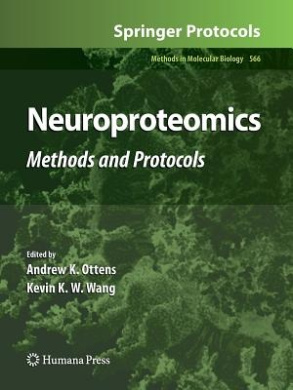 Springer Protocols
Methods in Molecular Biology 566
Neuroproteomics
Methods and Protocols
Edited by
Andrew K. Ottens
Kevin K. W. Wang
Humana Press